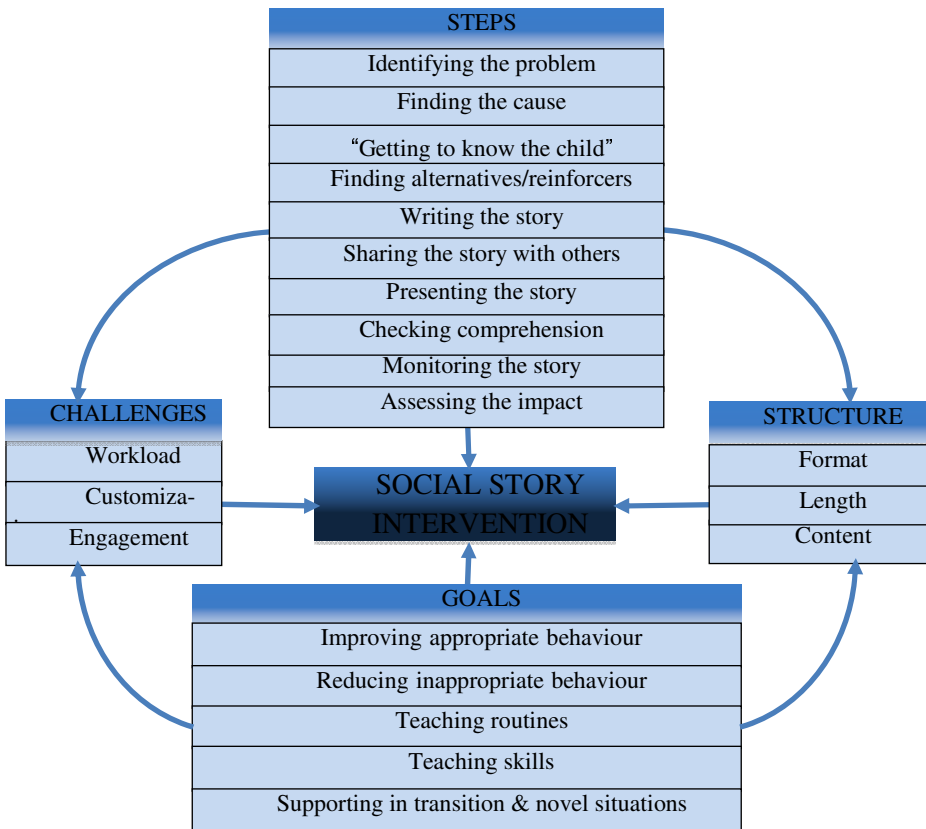 STEPS
Identifying the problem
Finding the cause
“Getting to know the child”
Finding alternatives/reinforcers
Writing the story
Sharing the story with others
Presenting the story
Checking comprehension
Monitoring the story
Assessing the impact
CHALLENGES
Workload
Customiza-
Engagement
STRUCTURE
Format
Length
Content
SOCIAL STORY
INTERVENTION
GOALS
Improving appropriate behaviour
Reducing inappropriate behaviour
Teaching routines
Teaching skills
Supporting in transition & novel situations